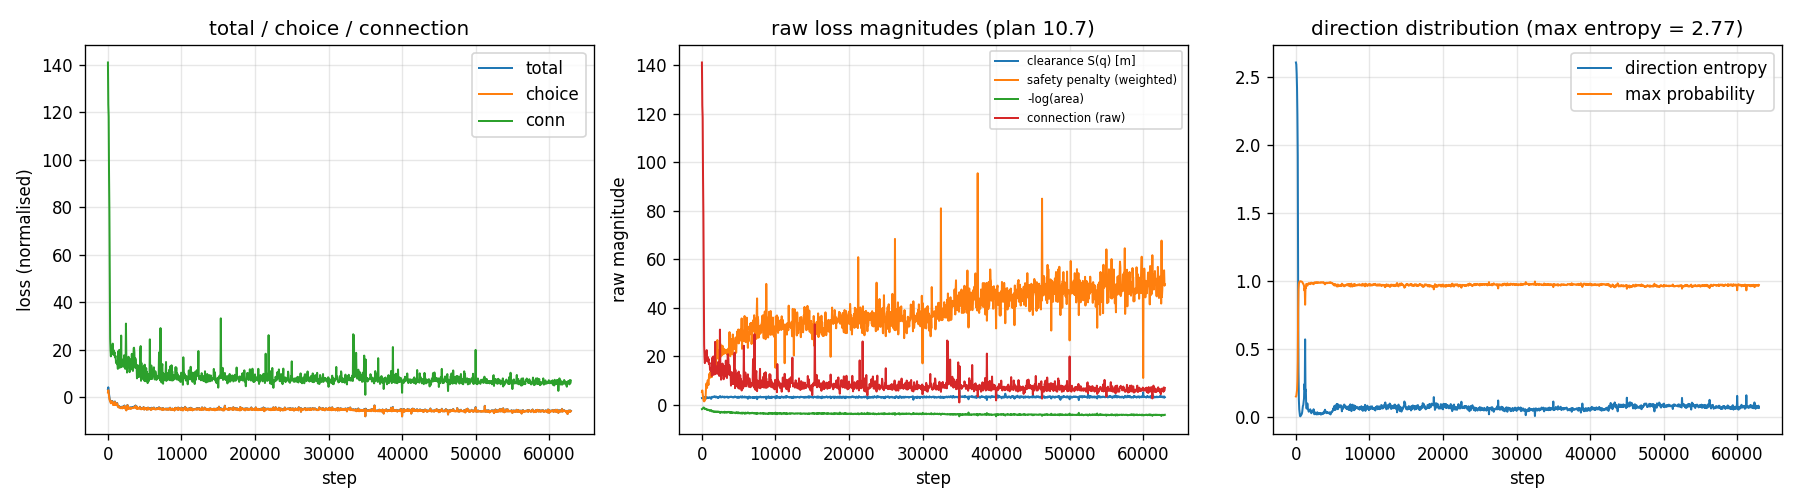 total / choice / connection
loss (normalised)
140
120
100
80
60
40
20
0
total
choice
conn
0 10000 20000 30000 40000 50000 60000
step
raw loss magnitudes (plan 10.7)
raw magnitude
140
120
100
80
60
40
20
0
clearance S(q) [m]
safety penalty (weighted)
-log(area)
connection (raw)
0 10000 20000 30000 40000 50000 60000
step
direction distribution (max entropy = 2.77)
2.5
2.0
1.5
1.0
0.5
0.0
direction entropy
max probability
0 10000 20000 30000 40000 50000 60000
step